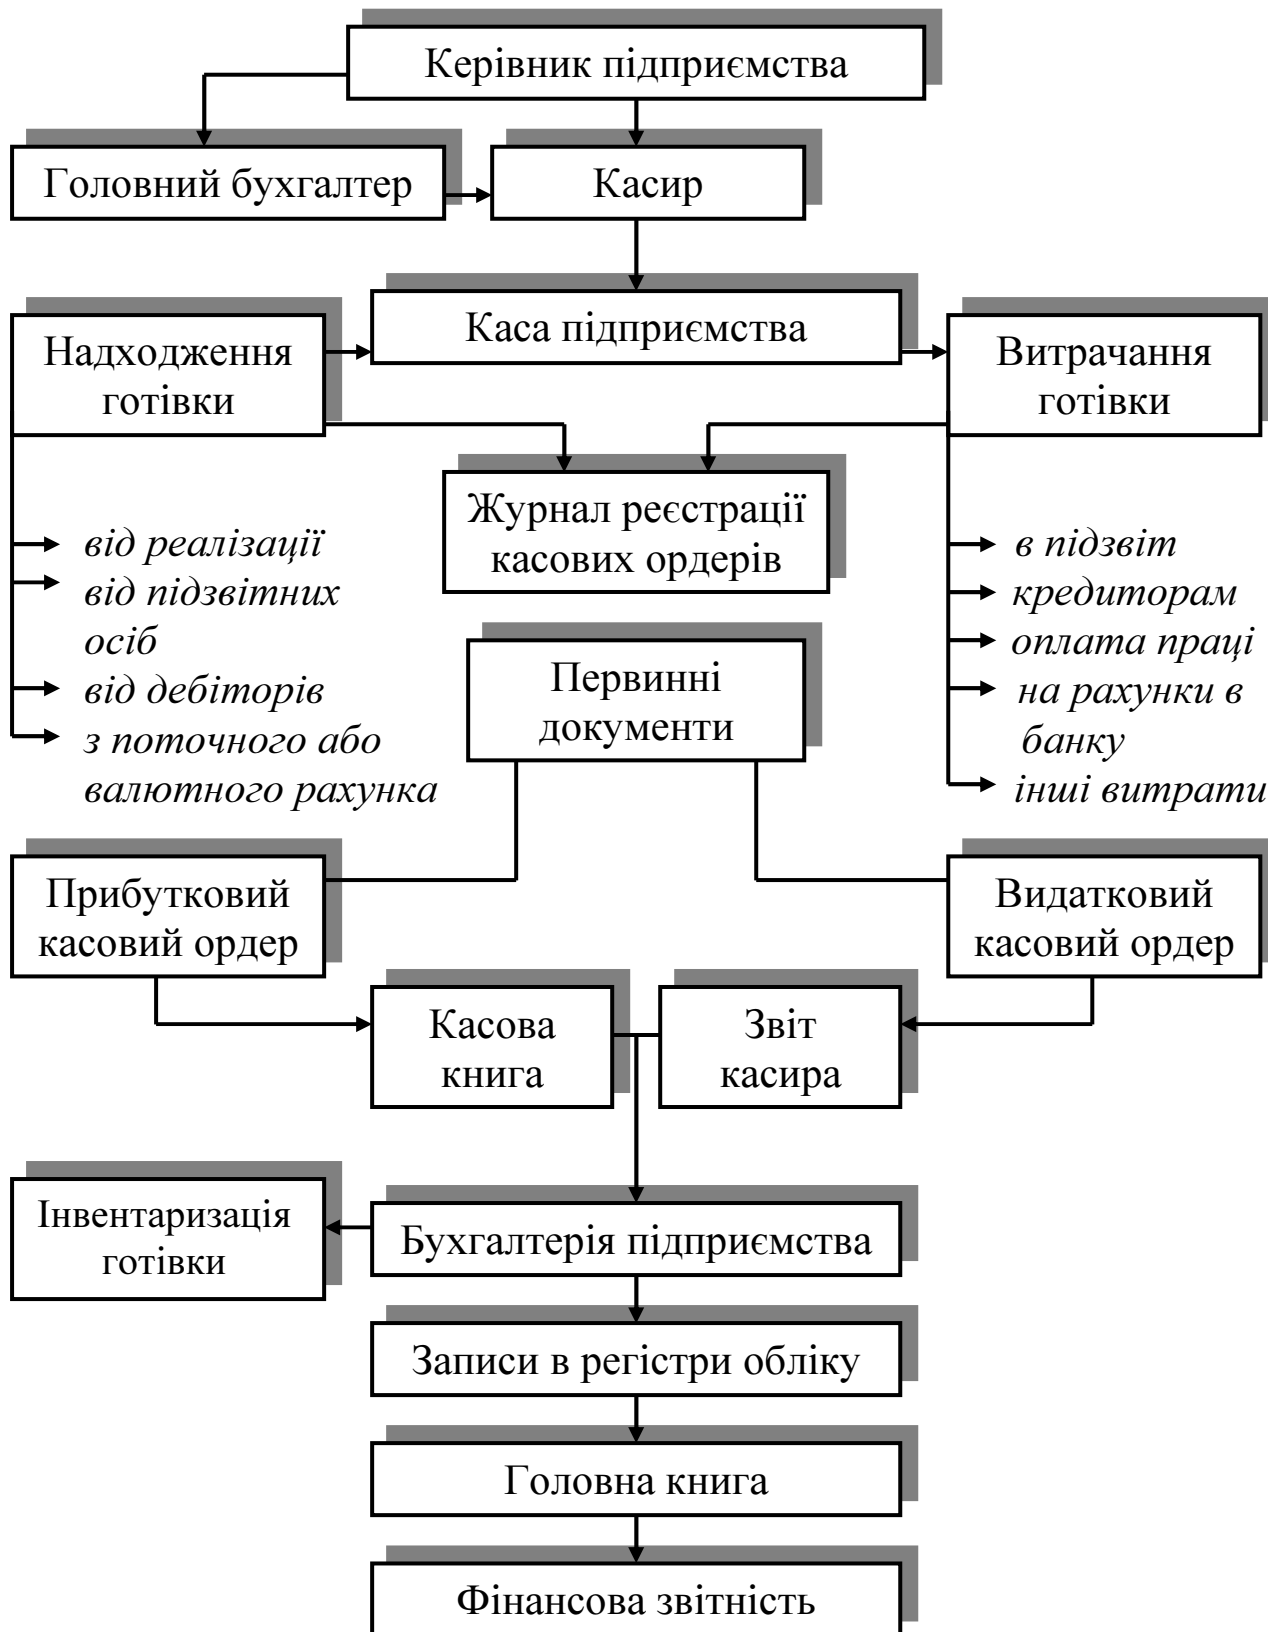 Керівник підприємства
Головний бухгалтер
Касир
Каса підприємства
Надходження
готівки
Витрачання
готівки
Журнал реєстрації
касових ордерів
від реалізації
від підзвітних
осіб
від дебіторів
з поточного або
валютного рахунка
в підзвіт
кредиторам
оплата праці
на рахунки в
банку
інші витрати
Первинні
документи
Прибутковий
касовий ордер
Видатковий
касовий ордер
Касова
книга
Звіт
касира
Інвентаризація
готівки
Бухгалтерія підприємства
Записи в регістри обліку
Головна книга
Фінансова звітність